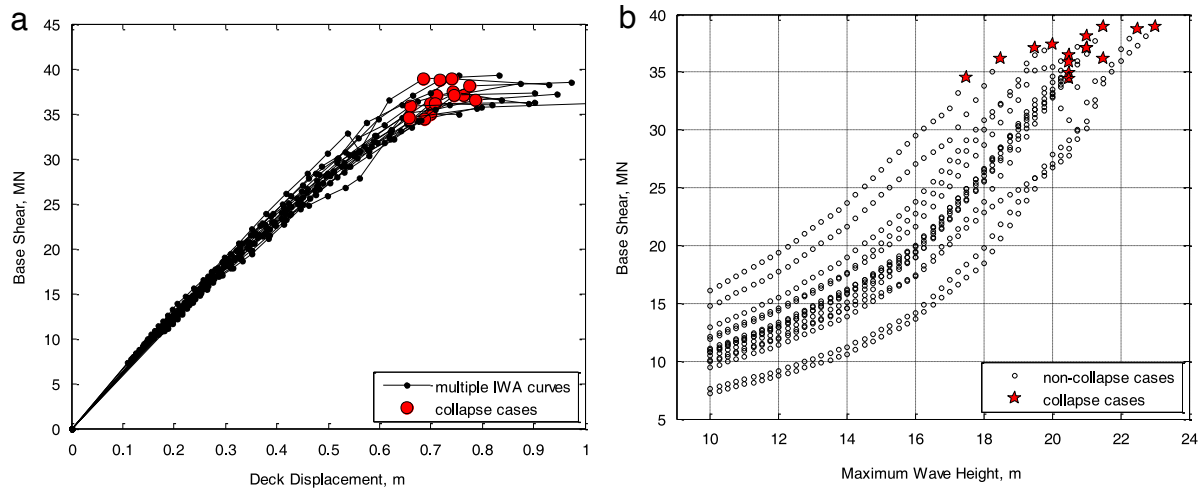 a
45
40
35
30
25
20
15
10
5
0
Base Shear, MN
0 0.1 0.2 0.3 0.4 0.5 0.6 0.7 0.8 0.9 1
Deck Displacement, m
multiple IWA curves
collapse cases
b
40
35
30
25
20
15
10
5
Base Shear, MN
10 12 14 16 18 20 22 24
Maximum Wave Height, m
non-collapse cases
collapse cases